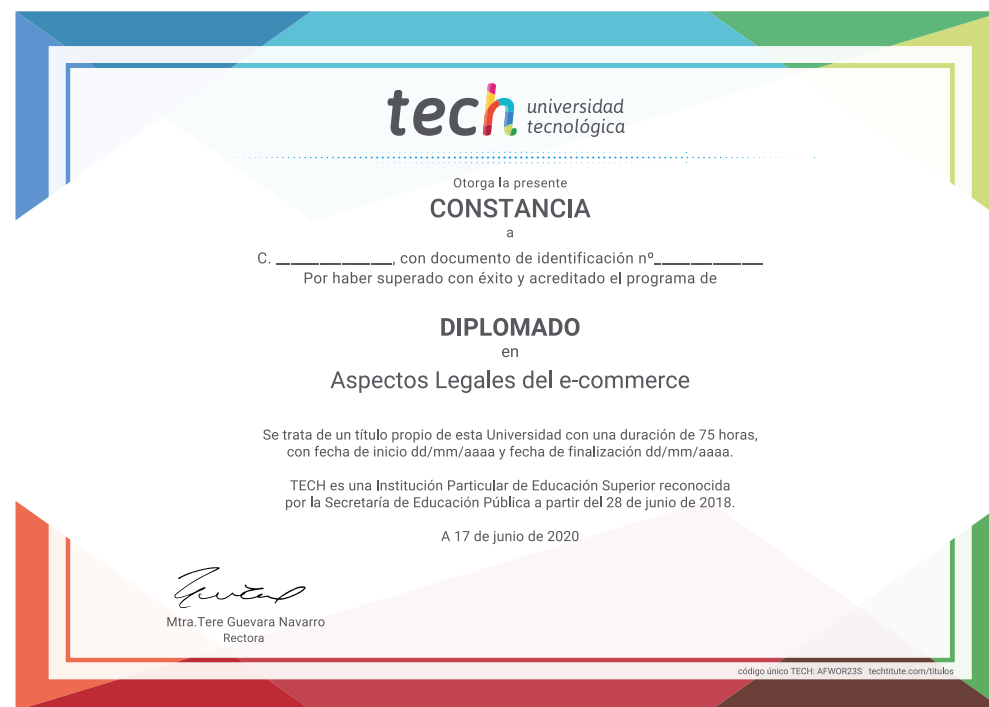 tech universidad
tecnológica
Otorga la presente
CONSTANCIA
a
C. ______________, con documento de identificación nº_____________
Por haber superado con éxito y acreditado el programa de
DIPLOMADO
en
Aspectos Legales del e-commerce
Se trata de un título propio de esta Universidad con una duración de 75 horas,
con fecha de inicio dd/mm/aaaa y fecha de finalización dd/mm/aaaa.
TECH es una Institución Particular de Educación Superior reconocida
por la Secretaría de Educación Pública a partir del 28 de junio de 2018.
A 17 de junio de 2020
Mtra.Tere Guevara Navarro
Rectora
código único TECH: AFWOR23S techtitute.com/titulos